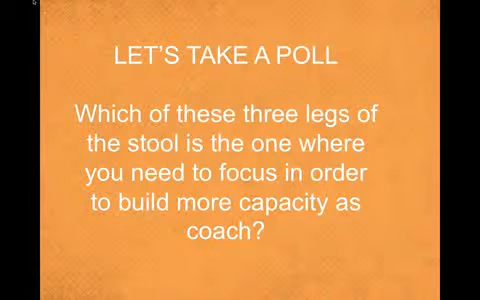 LET’S TAKE A POLL
Which of these three legs of
the stool is the one where
you need to focus in order
to build more capacity as
coach?